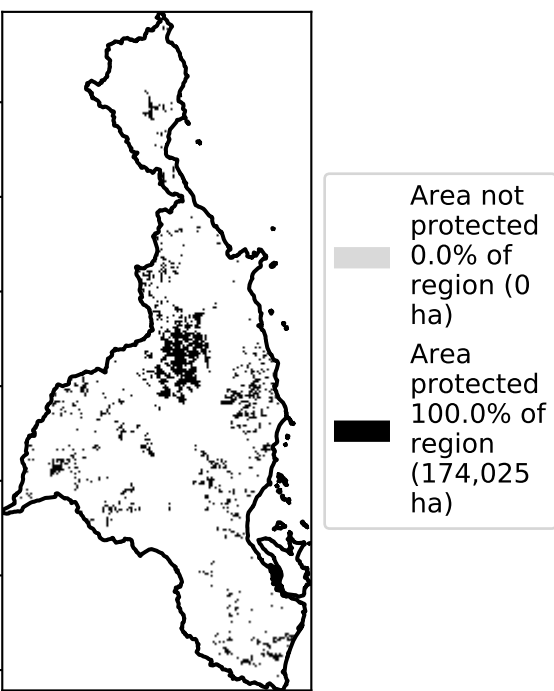 Area not
protected
0.0% of
region (0
ha)
Area
protected
100.0% of
region
(174,025
ha)